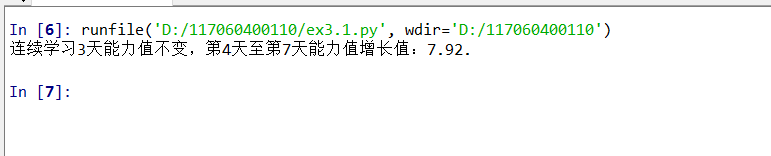 In [6]: runfile('D:/117060400110/ex3.1.py', wdir='D:/117060400110')
连续学习3天能力值不变，第4天至第7天能力值增长值：7.92.
In [7]: